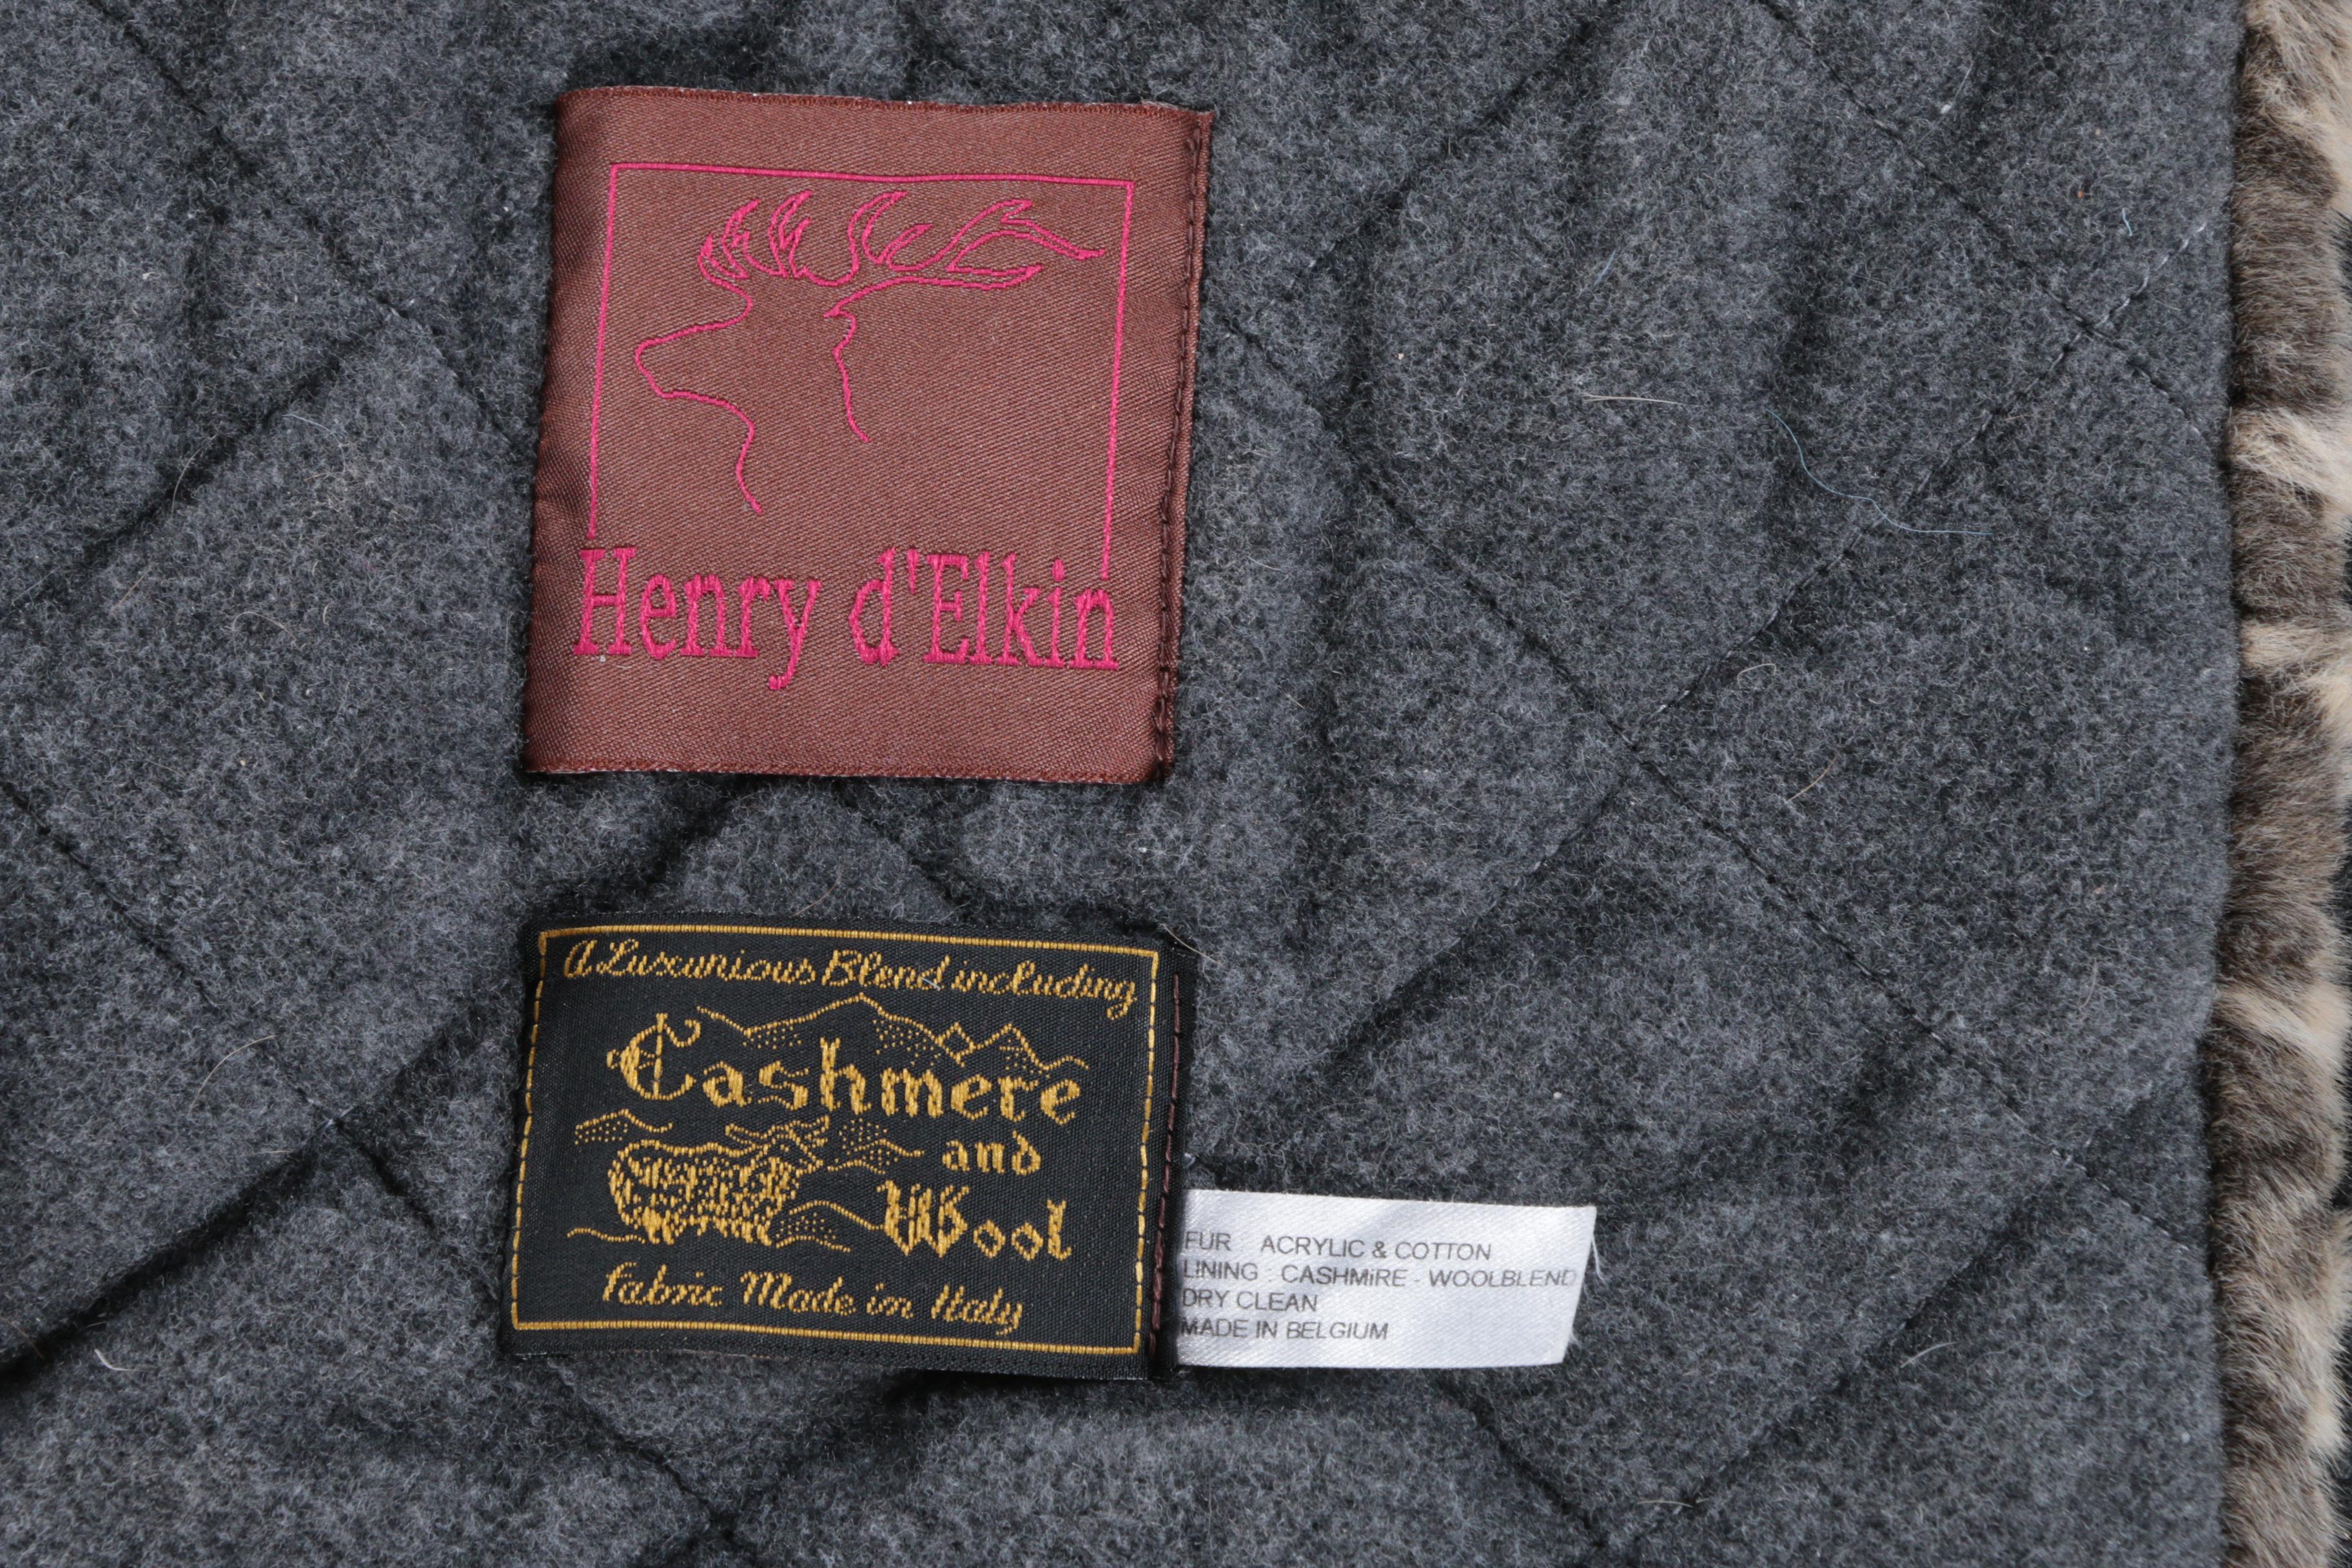 Henry d'Elkin
A Luxurious Blend including
Cashmere
and
Wool
Fabric Made in Italy
FUR ACRYLIC & COTTON
LINING : CASHMiRE - WOOLBLEND
DRY CLEAN
MADE IN BELGIUM